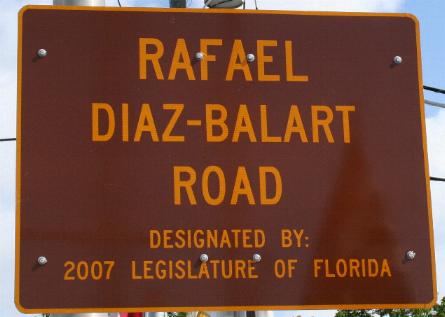 RAFAEL
DIAZ-BALART
ROAD
DESIGNATED BY:
2007 LEGISLATURE OF FLORIDA